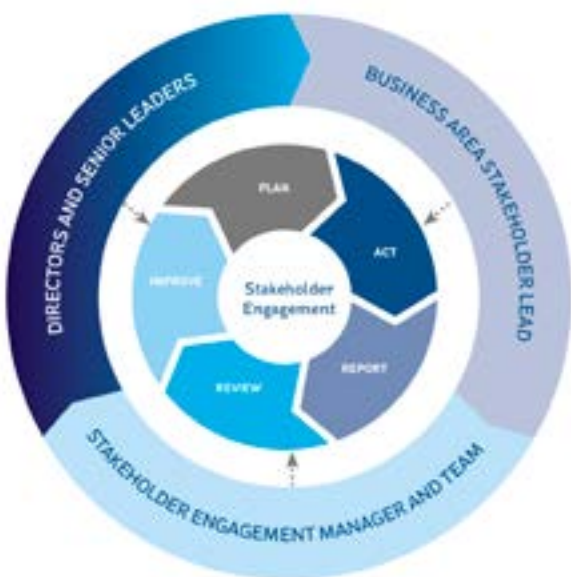 DIRECTORS AND SENIOR LEADERS
BUSINESS AREA STAKEHOLDER LEAD
PLAN
ACT
IMPROVE
Stakeholder
Engagement
REPORT
REVIEW
STAKEHOLDER ENGAGEMENT MANAGER AND TEAM